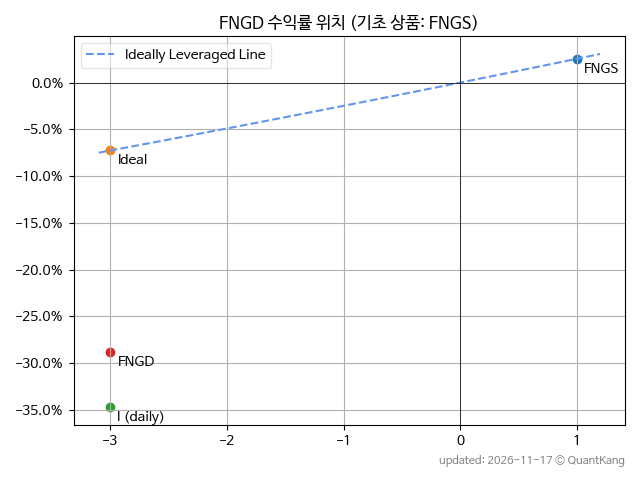 FNGD 수익률 위치 (기초 상품: FNGS)
Ideally Leveraged Line
FNGS
0.0%
−5.0%
Ideal
−10.0%
−15.0%
−20.0%
−25.0%
−30.0%
FNGD
−35.0%
I (daily)
−3
−2
−1
0
1
updated: 2026-11-17 © QuantKang